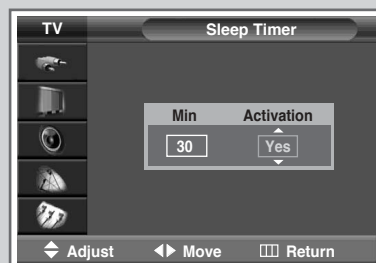 TV Sleep Timer
Min Activation
30 Yes
Adjust Move Return